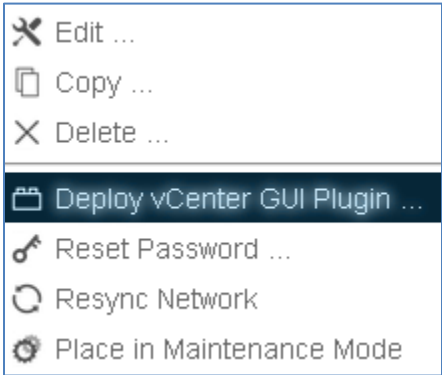 Edit ...
Copy ...
Delete ...
Deploy vCenter GUI Plugin ...
Reset Password ...
Resync Network
Place in Maintenance Mode